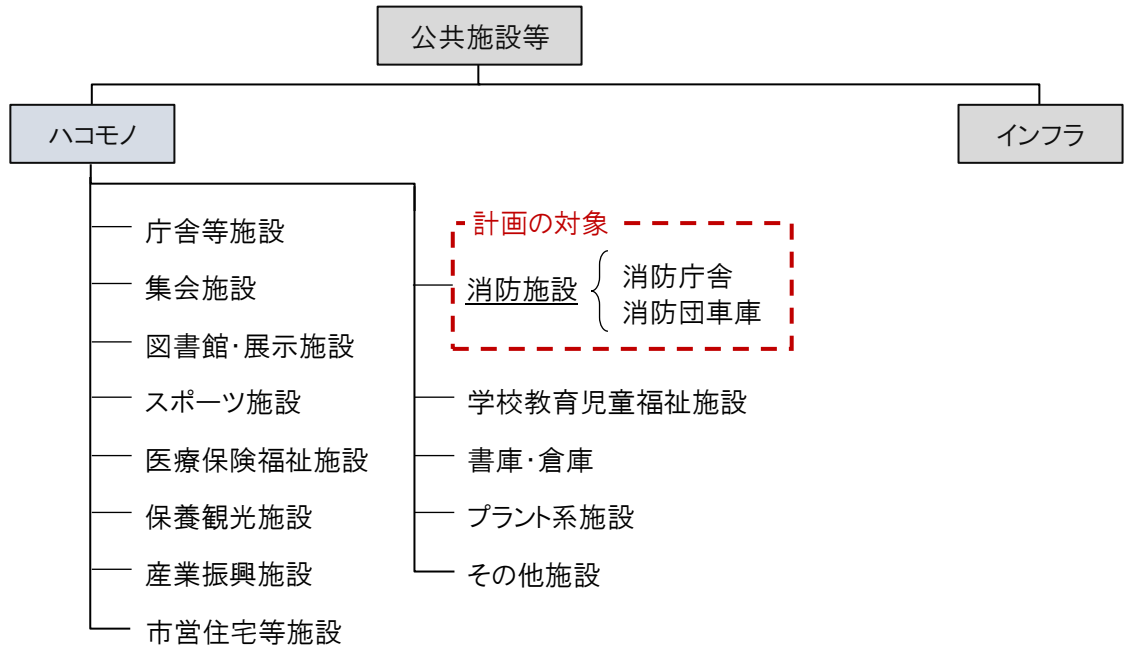 公共施設等
ハコモノ
インフラ
庁舎等施設
集会施設
図書館・展示施設
スポーツ施設
医療保険福祉施設
保養観光施設
産業振興施設
市営住宅等施設
計画の対象
消防施設
消防庁舎
消防団車庫
学校教育児童福祉施設
書庫・倉庫
プラント系施設
その他施設